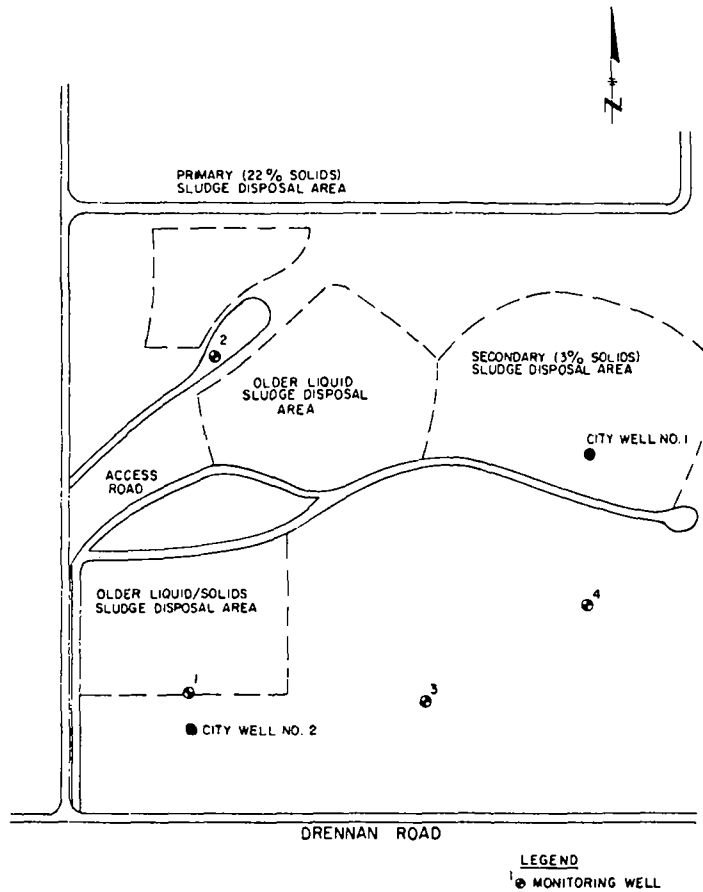 N
PRIMARY (22% SOLIDS)
SLUDGE DISPOSAL AREA
2
OLDER LIQUID
SLUDGE DISPOSAL
AREA
SECONDARY (3% SOLIDS)
SLUDGE DISPOSAL AREA
CITY WELL NO. 1
ACCESS
ROAD
OLDER LIQUID/SOLIDS
SLUDGE DISPOSAL AREA
4
1
3
CITY WELL NO. 2
DRENNAN ROAD
LEGEND
1 MONITORING WELL